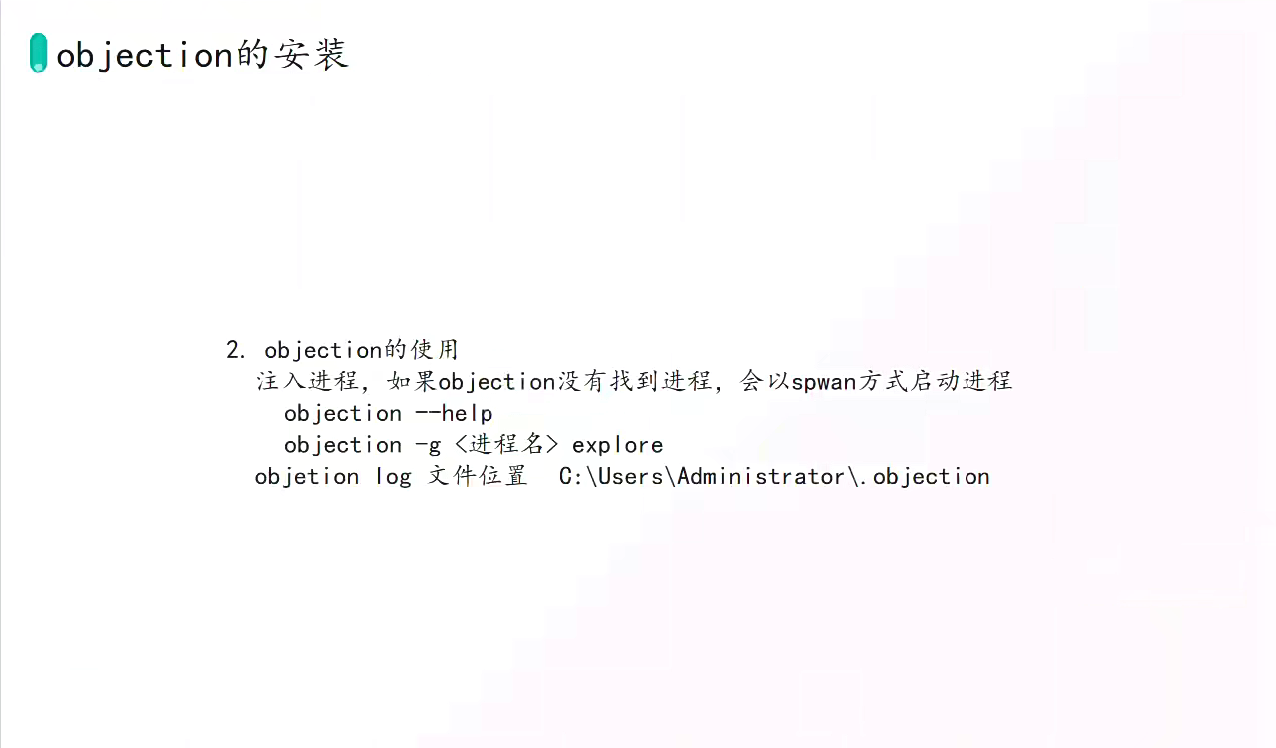 objection的安装
2. objection的使用
注入进程，如果objection没有找到进程，会以spwan方式启动进程
objection --help
objection -g <进程名> explore
objetion log 文件位置 C:\Users\Administrator\.objection